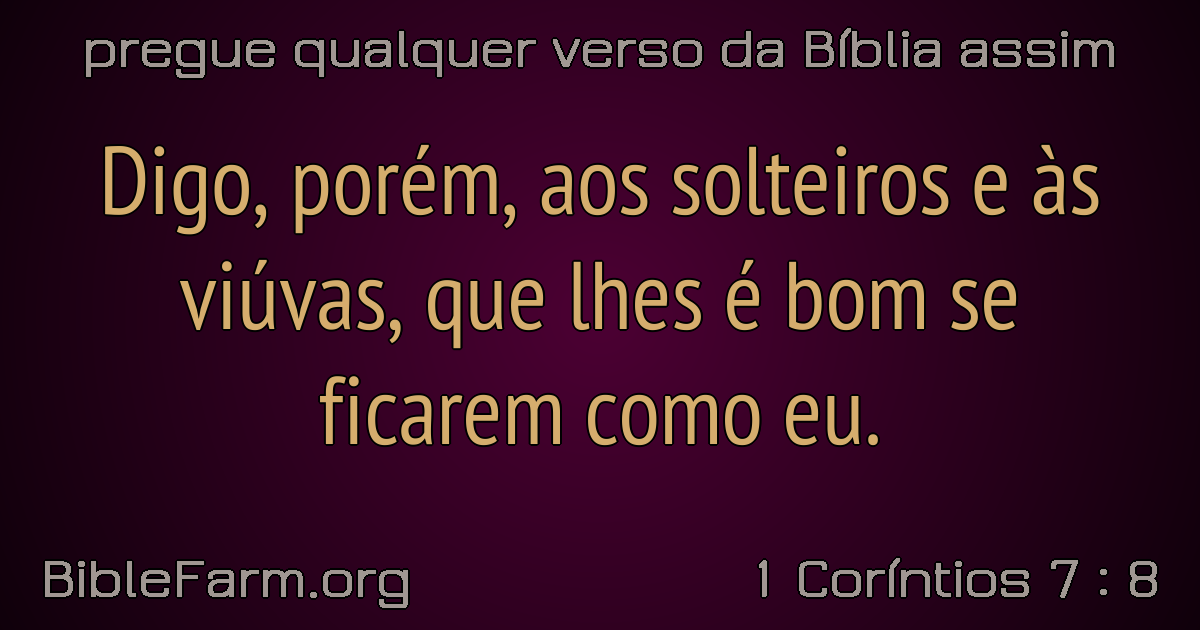 pregue qualquer verso da Bíblia assim
Digo, porém, aos solteiros e às
viúvas, que lhes é bom se
ficarem como eu.
BibleFarm.org
1 Coríntios 7 : 8